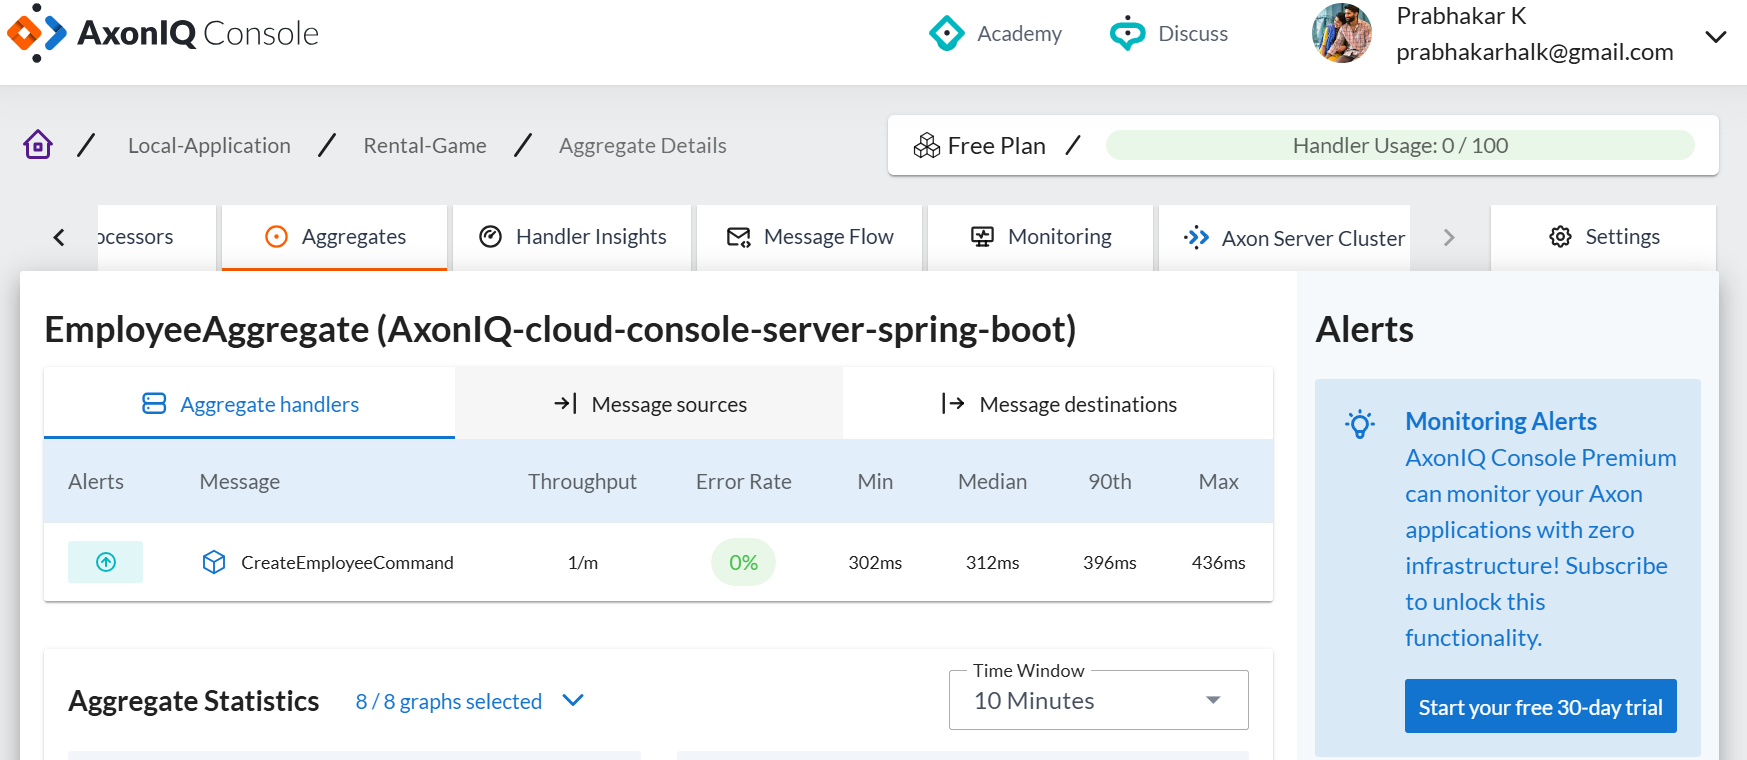 AxonIQ Console
Academy
Discuss
Prabhakar K
prabhakarhalk@gmail.com
Local-Application / Rental-Game / Aggregate Details
Free Plan / Handler Usage: 0 / 100
ocessors
Aggregates
Handler Insights
Message Flow
Monitoring
Axon Server Cluster
Settings
EmployeeAggregate (AxonIQ-cloud-console-server-spring-boot)
Aggregate handlers
Message sources
Message destinations
Alerts Message Throughput Error Rate Min Median 90th Max
CreateEmployeeCommand 1/m 0% 302ms 312ms 396ms 436ms
Aggregate Statistics
8 / 8 graphs selected
Time Window
10 Minutes
Alerts
Monitoring Alerts
AxonIQ Console Premium
can monitor your Axon
applications with zero
infrastructure! Subscribe
to unlock this
functionality.
Start your free 30-day trial